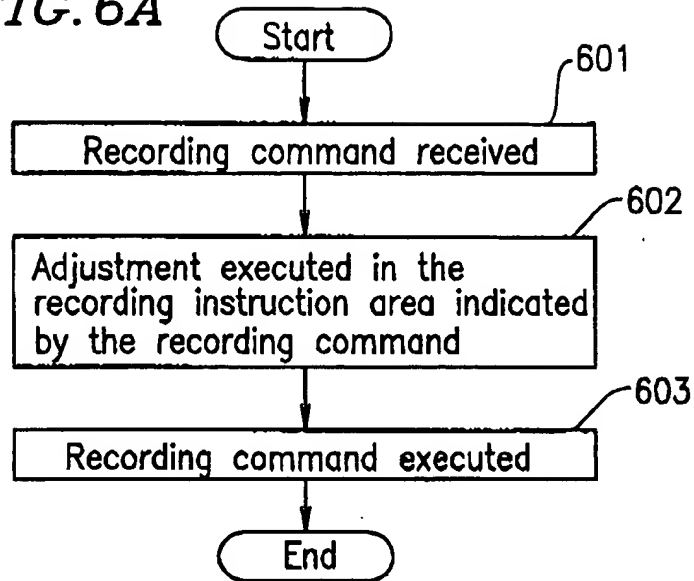 FIG. 6A
Start
601
Recording command received
602
Adjustment executed in the
recording instruction area indicated
by the recording command
603
Recording command executed
End